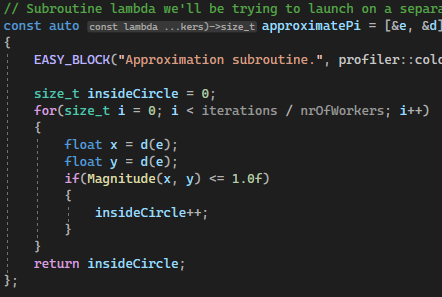 // Subroutine lambda we'll be trying to launch on a separa
const auto const lambda ...kers)->size_t approximatePi = [&e, &d]
{
EASY_BLOCK("Approximation subroutine.", profiler::colo
size_t insideCircle = 0;
for(size_t i = 0; i < iterations / nrOfWorkers; i++)
{
float x = d(e);
float y = d(e);
if(Magnitude(x, y) <= 1.0f)
{
insideCircle++;
}
}
return insideCircle;
};